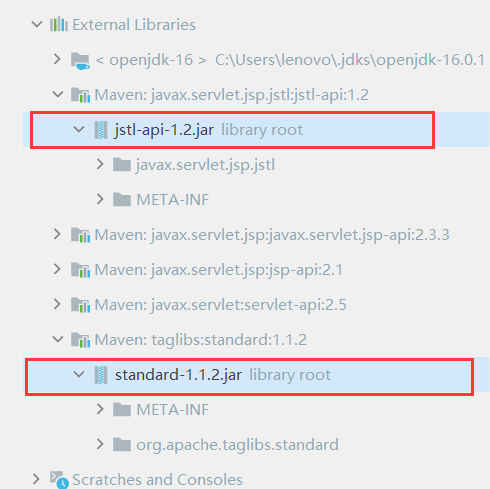 External Libraries
< openjdk-16 > C:\Users\lenovo\.jdks\openjdk-16.0.1
Maven: javax.servlet.jsp.jstl:jstl-api:1.2
jstl-api-1.2.jar library root
javax.servlet.jsp.jstl
META-INF
Maven: javax.servlet.jsp:javax.servlet.jsp-api:2.3.3
Maven: javax.servlet.jsp:jsp-api:2.1
Maven: javax.servlet:servlet-api:2.5
Maven: taglibs:standard:1.1.2
standard-1.1.2.jar library root
META-INF
org.apache.taglibs.standard
Scratches and Consoles